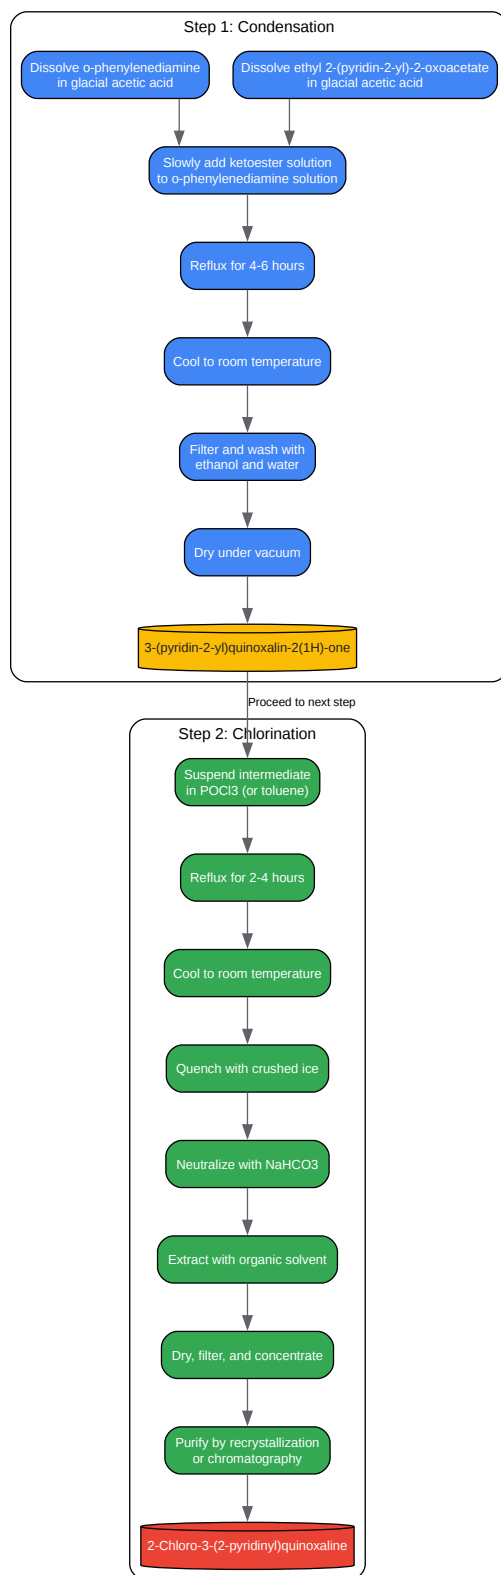 Step 1: Condensation
Dissolve o-phenylenediamine
in glacial acetic acid
Dissolve ethyl 2-(pyridin-2-yl)-2-oxoacetate
in glacial acetic acid
Slowly add ketoester solution
to o-phenylenediamine solution
Reflux for 4-6 hours
Cool to room temperature
Filter and wash with
ethanol and water
Dry under vacuum
3-(pyridin-2-yl)quinoxalin-2(1H)-one
Proceed to next step
Step 2: Chlorination
Suspend intermediate
in POCl3 (or toluene)
Reflux for 2-4 hours
Cool to room temperature
Quench with crushed ice
Neutralize with NaHCO3
Extract with organic solvent
Dry, filter, and concentrate
Purify by recrystallization
or chromatography
2-Chloro-3-(2-pyridinyl)quinoxaline